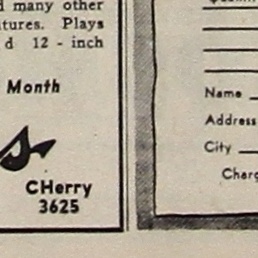 many other
tures. Plays
d 12-inch
Month
s
CHerry
3625
Name
Address
City
Charg